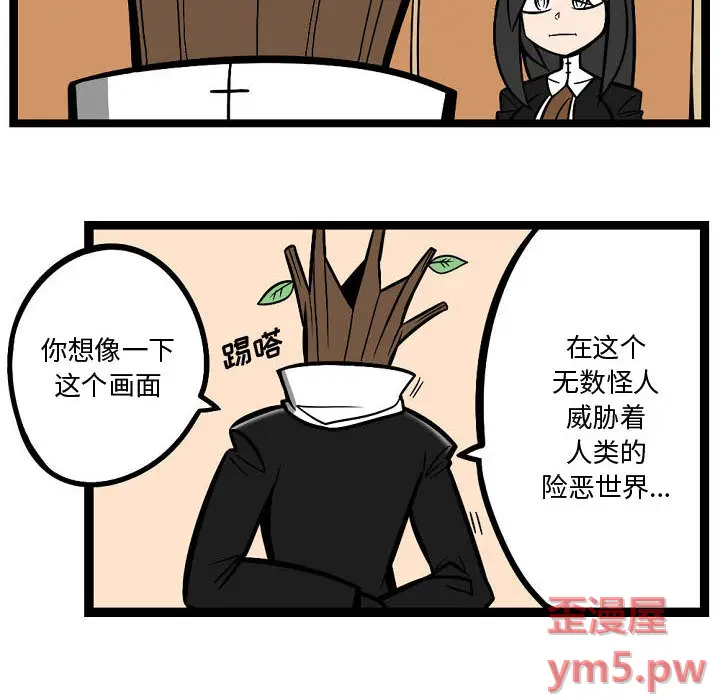 你想像一下
这个画面
踢嗒
在这个
无数怪人
威胁着
人类的
险恶世界...
歪漫屋
ym5.pw